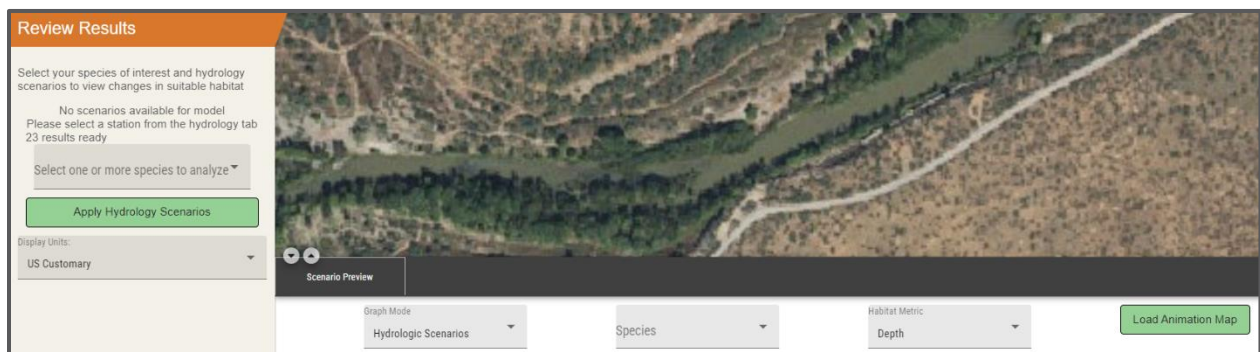 Review Results
Select your species of interest and hydrology
scenarios to view changes in suitable habitat
No scenarios available for model
Please select a station from the hydrology tab
23 results ready
Select one or more species to analyze
Apply Hydrology Scenarios
Display Units:
US Customary
Scenario Preview
Graph Mode
Hydrologic Scenarios
Species
Habitat Metric
Depth
Load Animation Map